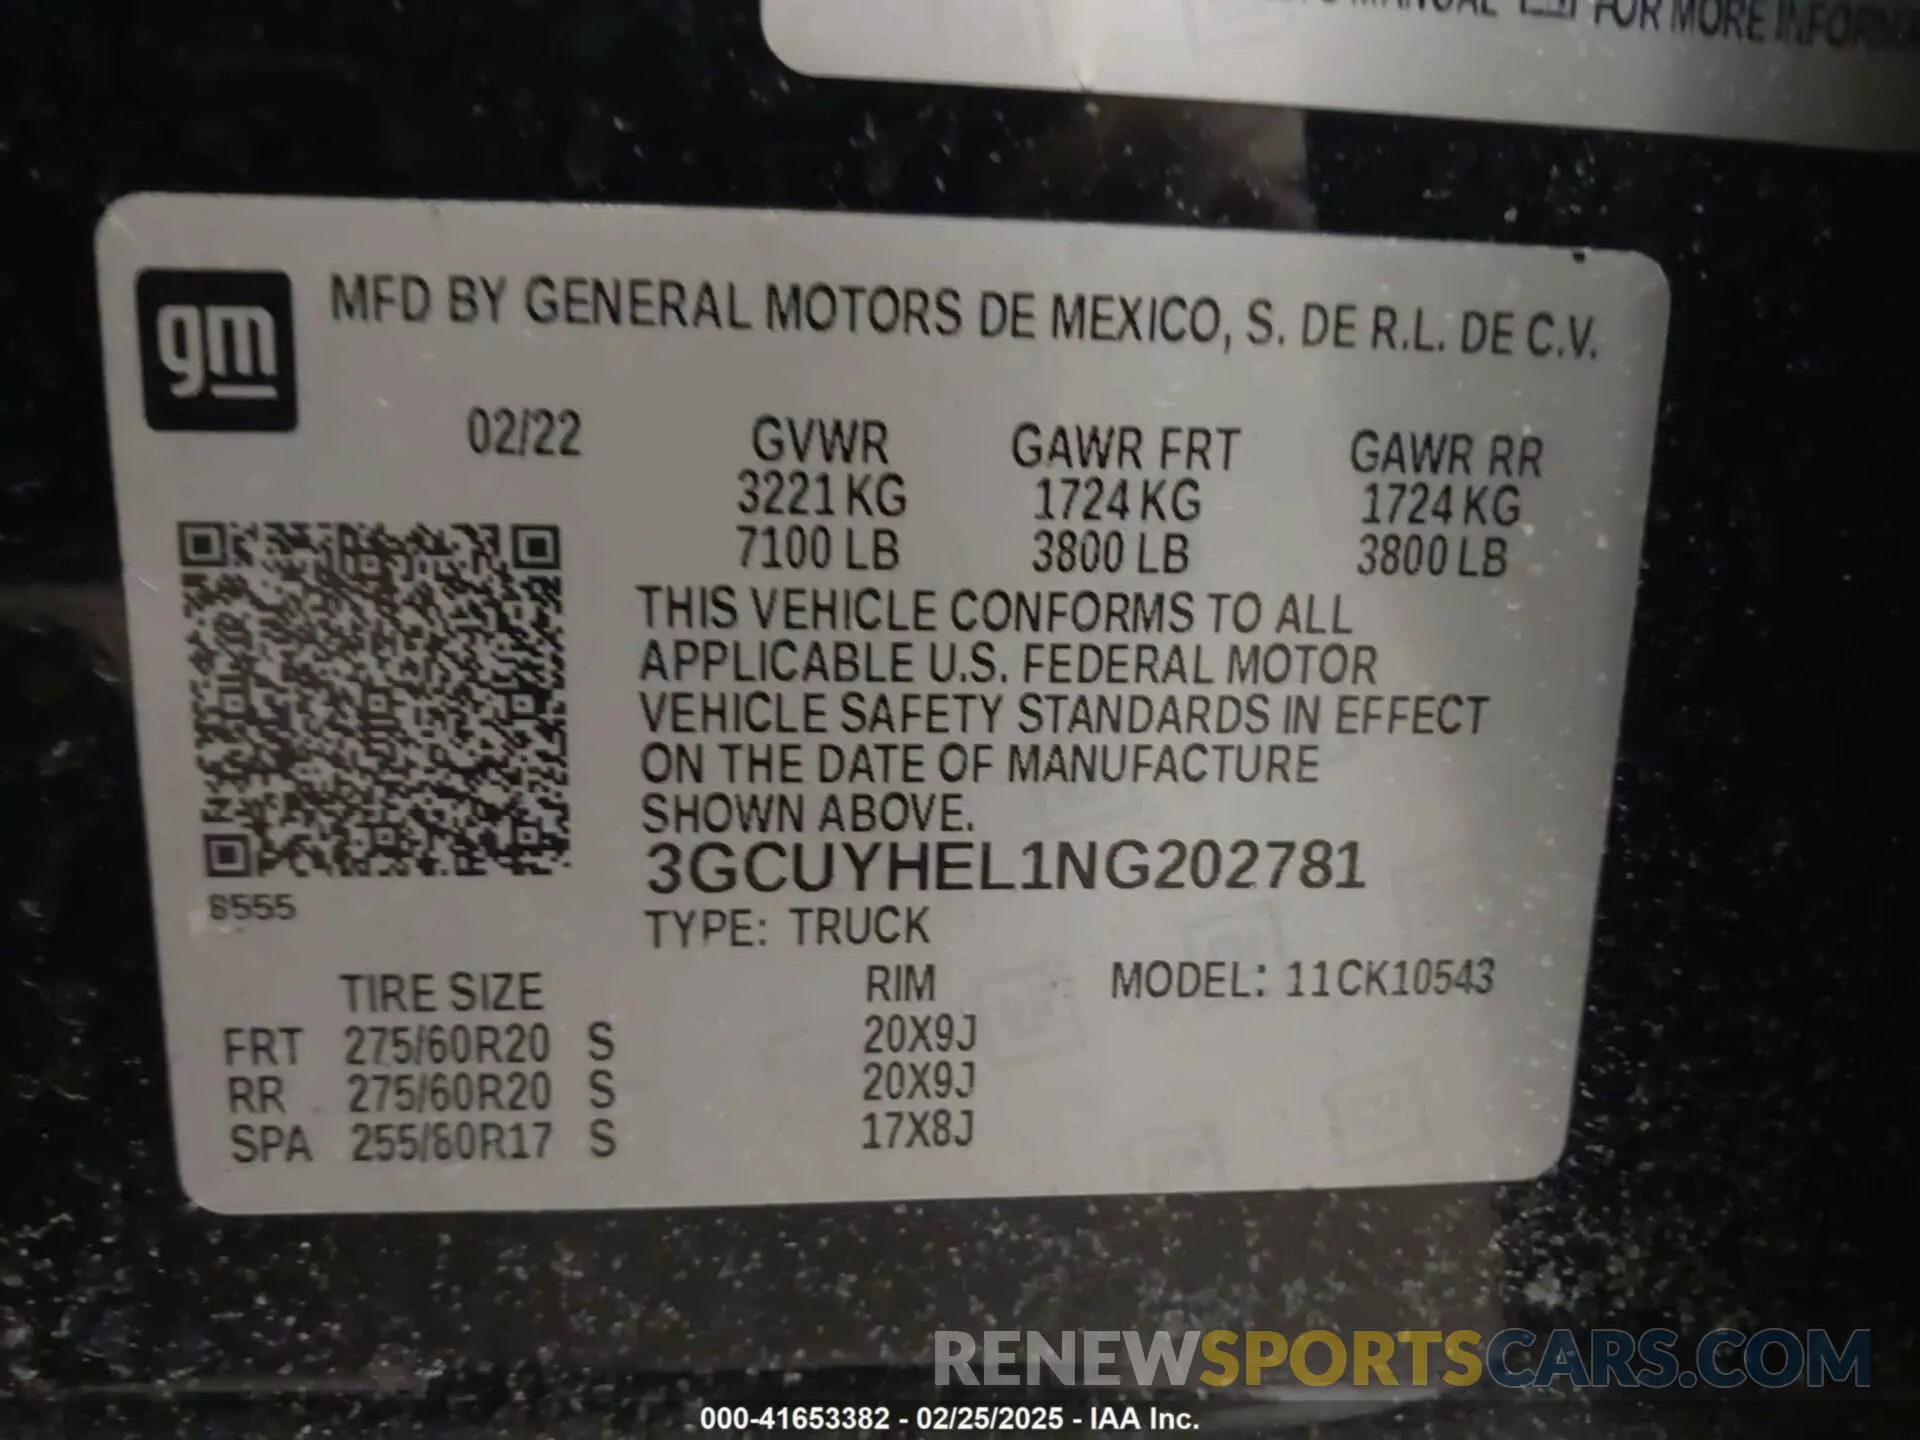 MANUAL FOR MORE
gm
MFD BY GENERAL MOTORS DE MEXICO, S. DE R.L. DE C.V.
02/22 GVWR GAWR FRT GAWR RR
3221 KG 1724 KG 1724 KG
7100 LB 3800 LB 3800 LB
THIS VEHICLE CONFORMS TO ALL
APPLICABLE U.S. FEDERAL MOTOR
VEHICLE SAFETY STANDARDS IN EFFECT
ON THE DATE OF MANUFACTURE
SHOWN ABOVE.
3GCUYHEL1NG202781
8555
TYPE: TRUCK
TIRE SIZE RIM MODEL: 11CK10543
FRT 275/60R20 S 20X9J
RR 275/60R20 S 20X9J
SPA 255/80R17 S 17X8J
RENEWSPORTSCARS.COM
000-41653382 - 02/25/2025 - IAA Inc.